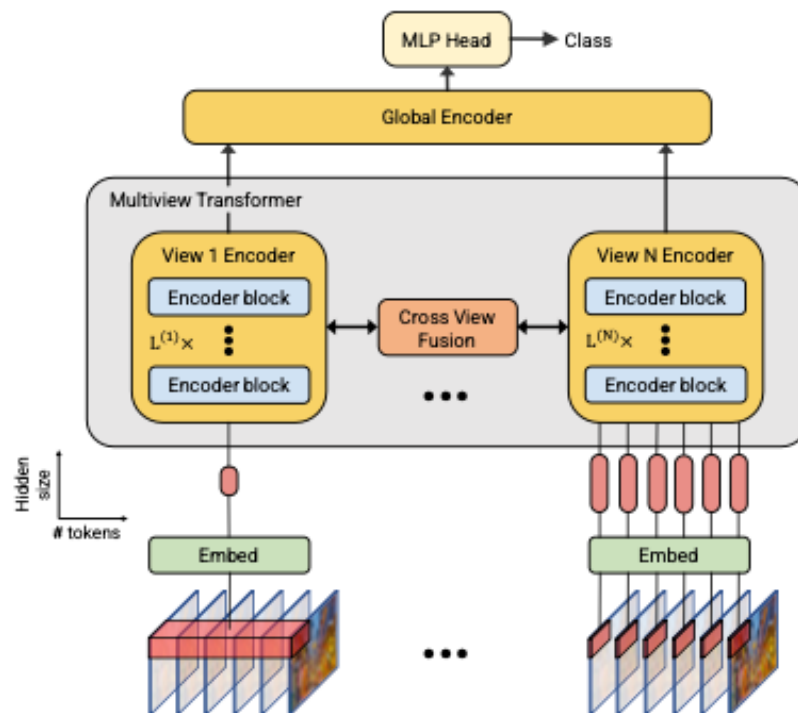 MLP Head
Class
Global Encoder
Multiview Transformer
View 1 Encoder
Encoder block
L(1)×
Encoder block
Cross View
Fusion
View N Encoder
Encoder block
L(N)×
Encoder block
Hidden
size
# tokens
Embed
Embed